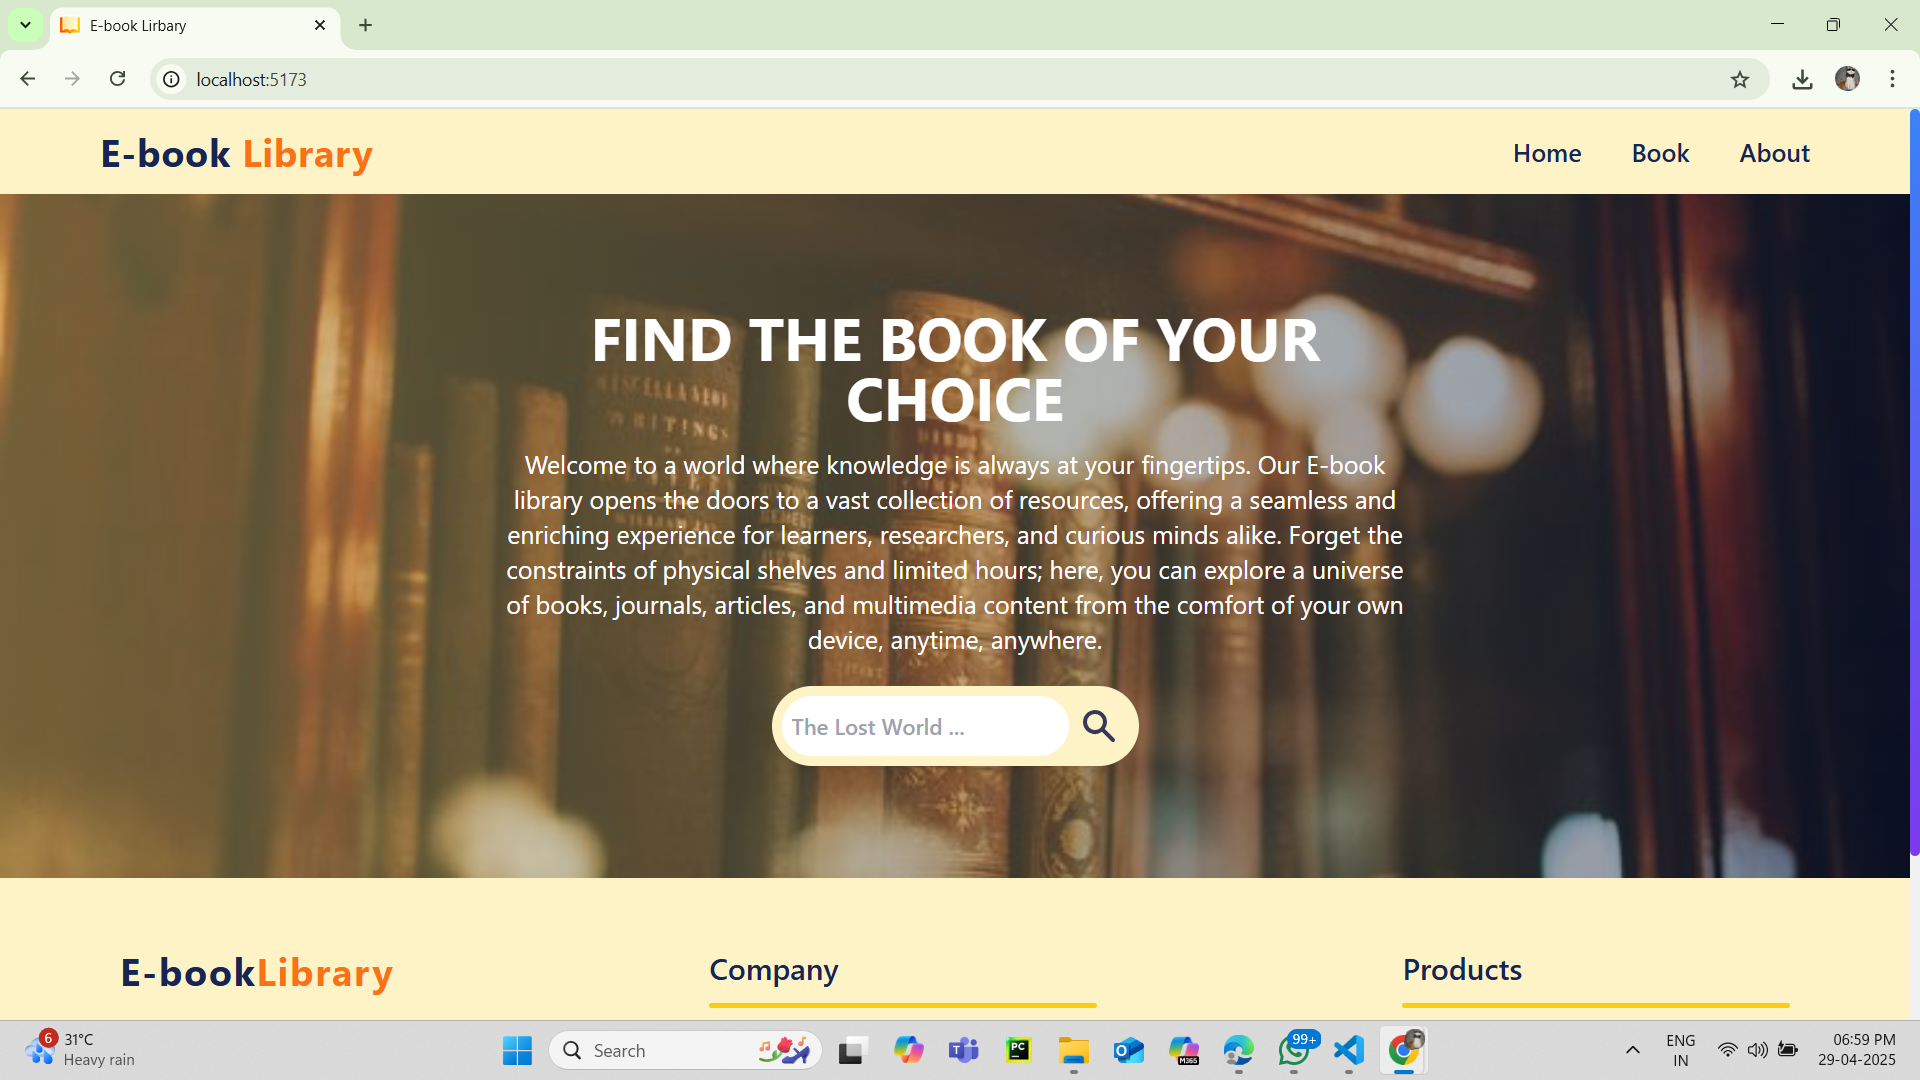 E-book Lirbary
localhost:5173
E-book Library
Home
Book
About
FIND THE BOOK OF YOUR
CHOICE
Welcome to a world where knowledge is always at your fingertips. Our E-book
library opens the doors to a vast collection of resources, offering a seamless and
enriching experience for learners, researchers, and curious minds alike. Forget the
constraints of physical shelves and limited hours; here, you can explore a universe
of books, journals, articles, and multimedia content from the comfort of your own
device, anytime, anywhere.
The Lost World ...
MISCELLANEOUS
WRITINGS
E-bookLibrary
Company
Products
6
31°C
Heavy rain
Search
PC
M365
99+
ENG
IN
06:59 PM
29-04-2025